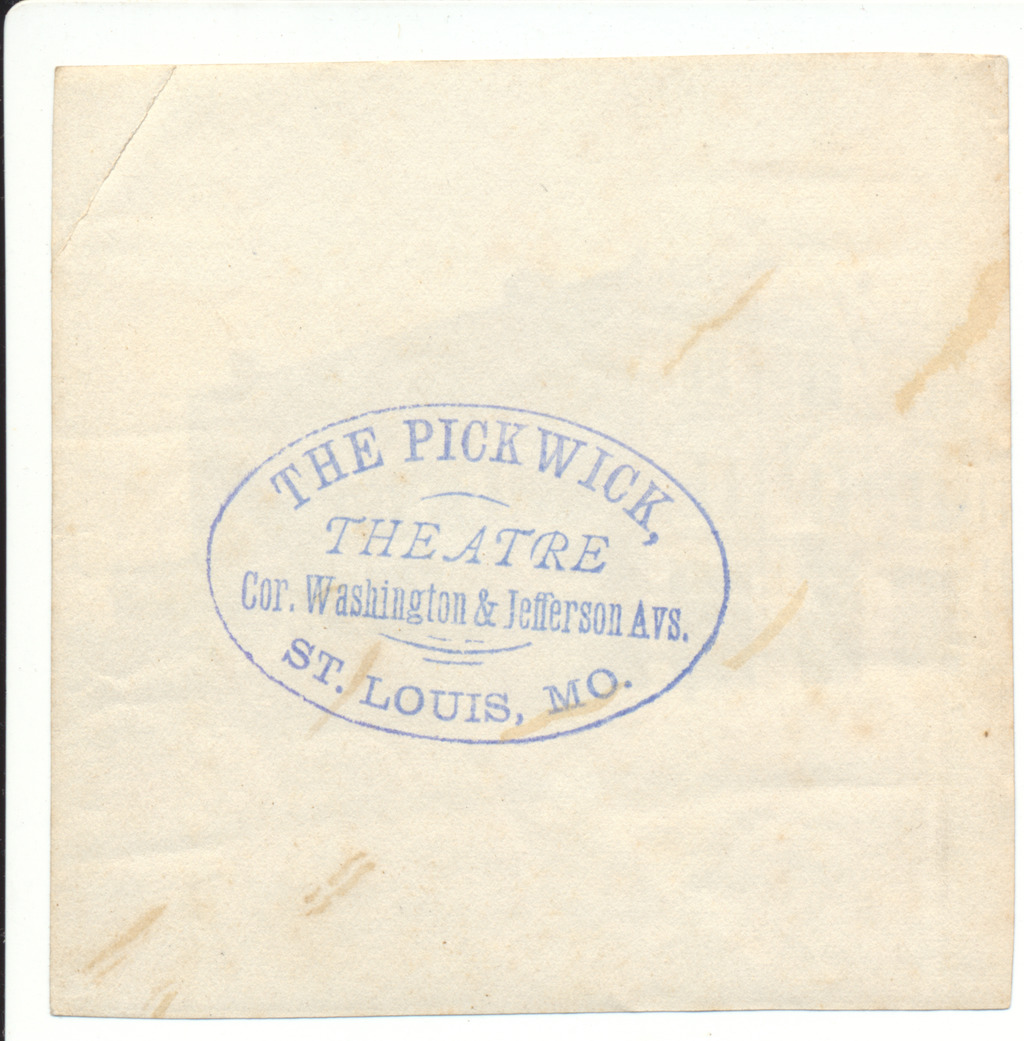 THE PICKWICK,
THEATRE
Cor. Washington & Jefferson Avs.
ST. LOUIS, MO.